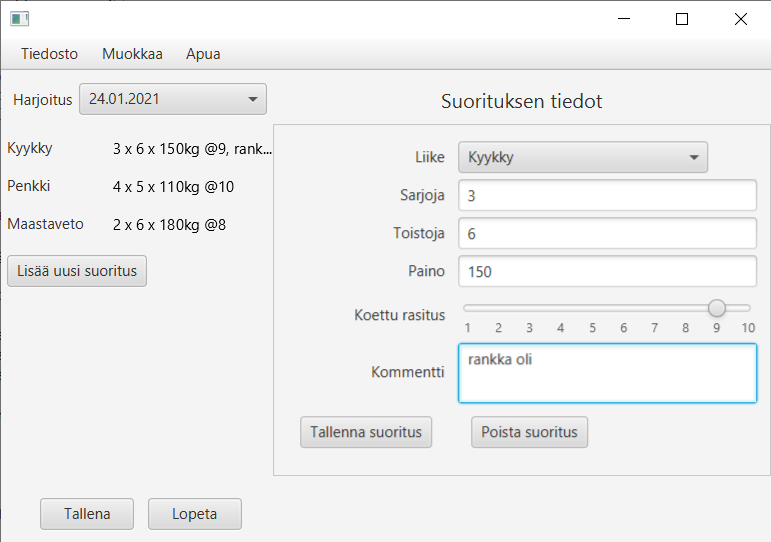 Tiedosto Muokkaa Apua
Harjoitus 24.01.2021
Kyykky 3 x 6 x 150kg @9, rank...
Penkki 4 x 5 x 110kg @10
Maastaveto 2 x 6 x 180kg @8
Lisää uusi suoritus
Suorituksen tiedot
Liike Kyykky
Sarjoja 3
Toistoja 6
Paino 150
Koettu rasitus
1 2 3 4 5 6 7 8 9 10
Kommentti rankka oli
Tallenna suoritus Poista suoritus
Tallena Lopeta